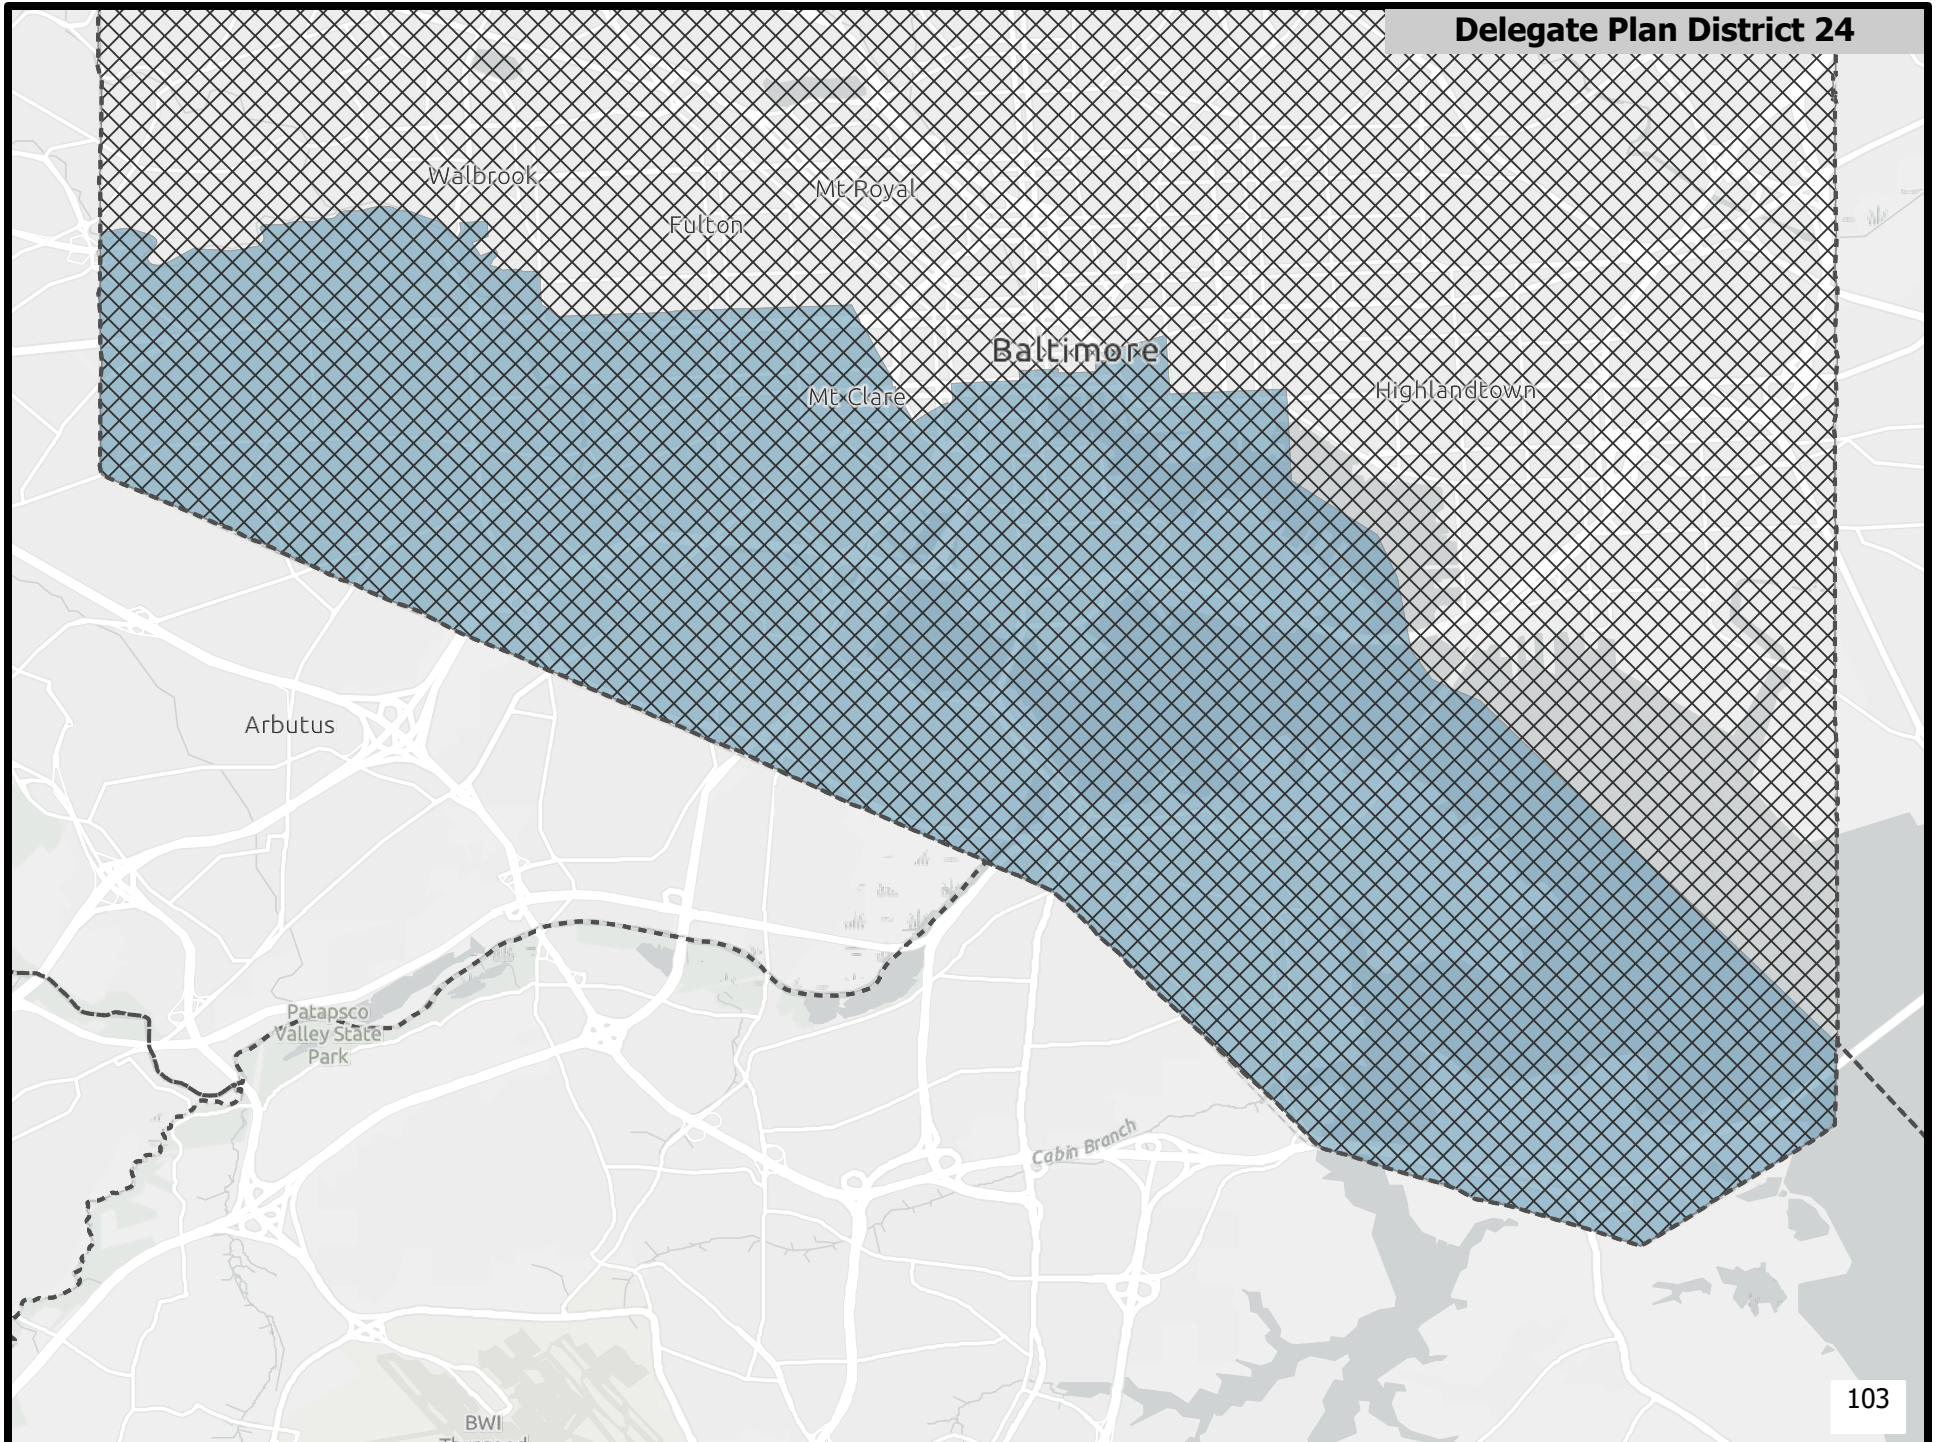 Delegate Plan District 24
Walbrook
Mt Royal
Fulton
Baltimore
Mt Clare
Highlandtown
Arbutus
Patapsco
Valley State
Park
Cabin Branch
BWI
103